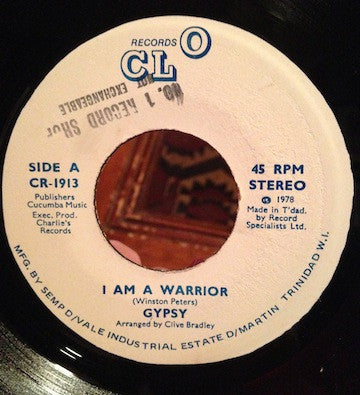 RECORDS
CLO
NO. 1 RECORD SHOP
NOT EXCHANGEABLE
SIDE A
CR-1913
Publishers
Cucumba Music
Exec. Prod.
Charlie's
Records
45 RPM
STEREO
℗ 1978
Made in T'dad.
by Record
Specialists Ltd.
I AM A WARRIOR
(Winston Peters)
GYPSY
Arranged by Clive Bradley
MFG. BY SEMP D/VALE INDUSTRIAL ESTATE D/MARTIN TRINIDAD W.I.